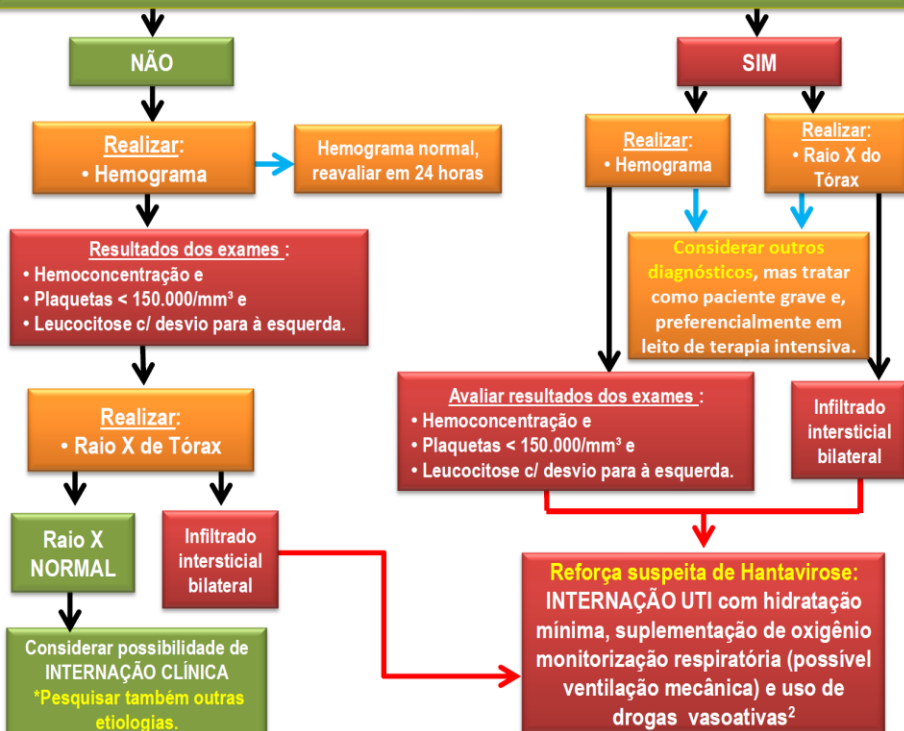 NÃO
SIM
Realizar:
• Hemograma
Hemograma normal,
reavaliar em 24 horas
Realizar:
• Hemograma
Realizar:
• Raio X do
Tórax
Resultados dos exames :
• Hemoconcentração e
• Plaquetas < 150.000/mm³ e
• Leucocitose c/ desvio para à esquerda.
Considerar outros
diagnósticos, mas tratar
como paciente grave e,
preferencialmente em
leito de terapia intensiva.
Realizar:
• Raio X de Tórax
Avaliar resultados dos exames :
• Hemoconcentração e
• Plaquetas < 150.000/mm³ e
• Leucocitose c/ desvio para à esquerda.
Infiltrado
intersticial
bilateral
Raio X
NORMAL
Infiltrado
intersticial
bilateral
Considerar possibilidade de
INTERNAÇÃO CLÍNICA
*Pesquisar também outras
etiologias.
Reforça suspeita de Hantavirose:
INTERNAÇÃO UTI com hidratação
mínima, suplementação de oxigênio
monitorização respiratória (possível
ventilação mecânica) e uso de
drogas vasoativas²